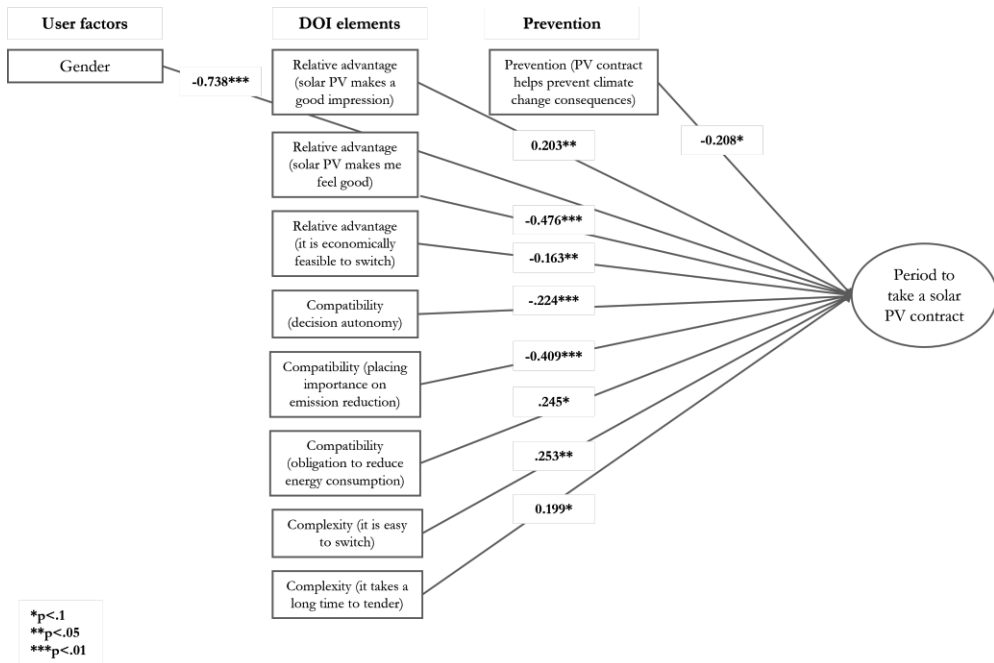 User factors
DOI elements
Prevention
Gender
-0.738***
Relative advantage
(solar PV makes a
good impression)
Prevention (PV contract
helps prevent climate
change consequences)
0.203**
-0.208*
Relative advantage
(solar PV makes me
feel good)
-0.476***
Relative advantage
(it is economically
feasible to switch)
-0.163**
Compatibility
(decision autonomy)
-.224***
Period to
take a solar
PV contract
Compatibility (placing
importance on
emission reduction)
-0.409***
Compatibility
(obligation to reduce
energy consumption)
.245*
Complexity (it is easy
to switch)
.253**
Complexity (it takes a
long time to tender)
0.199*
*p<.1
**p<.05
***p<.01